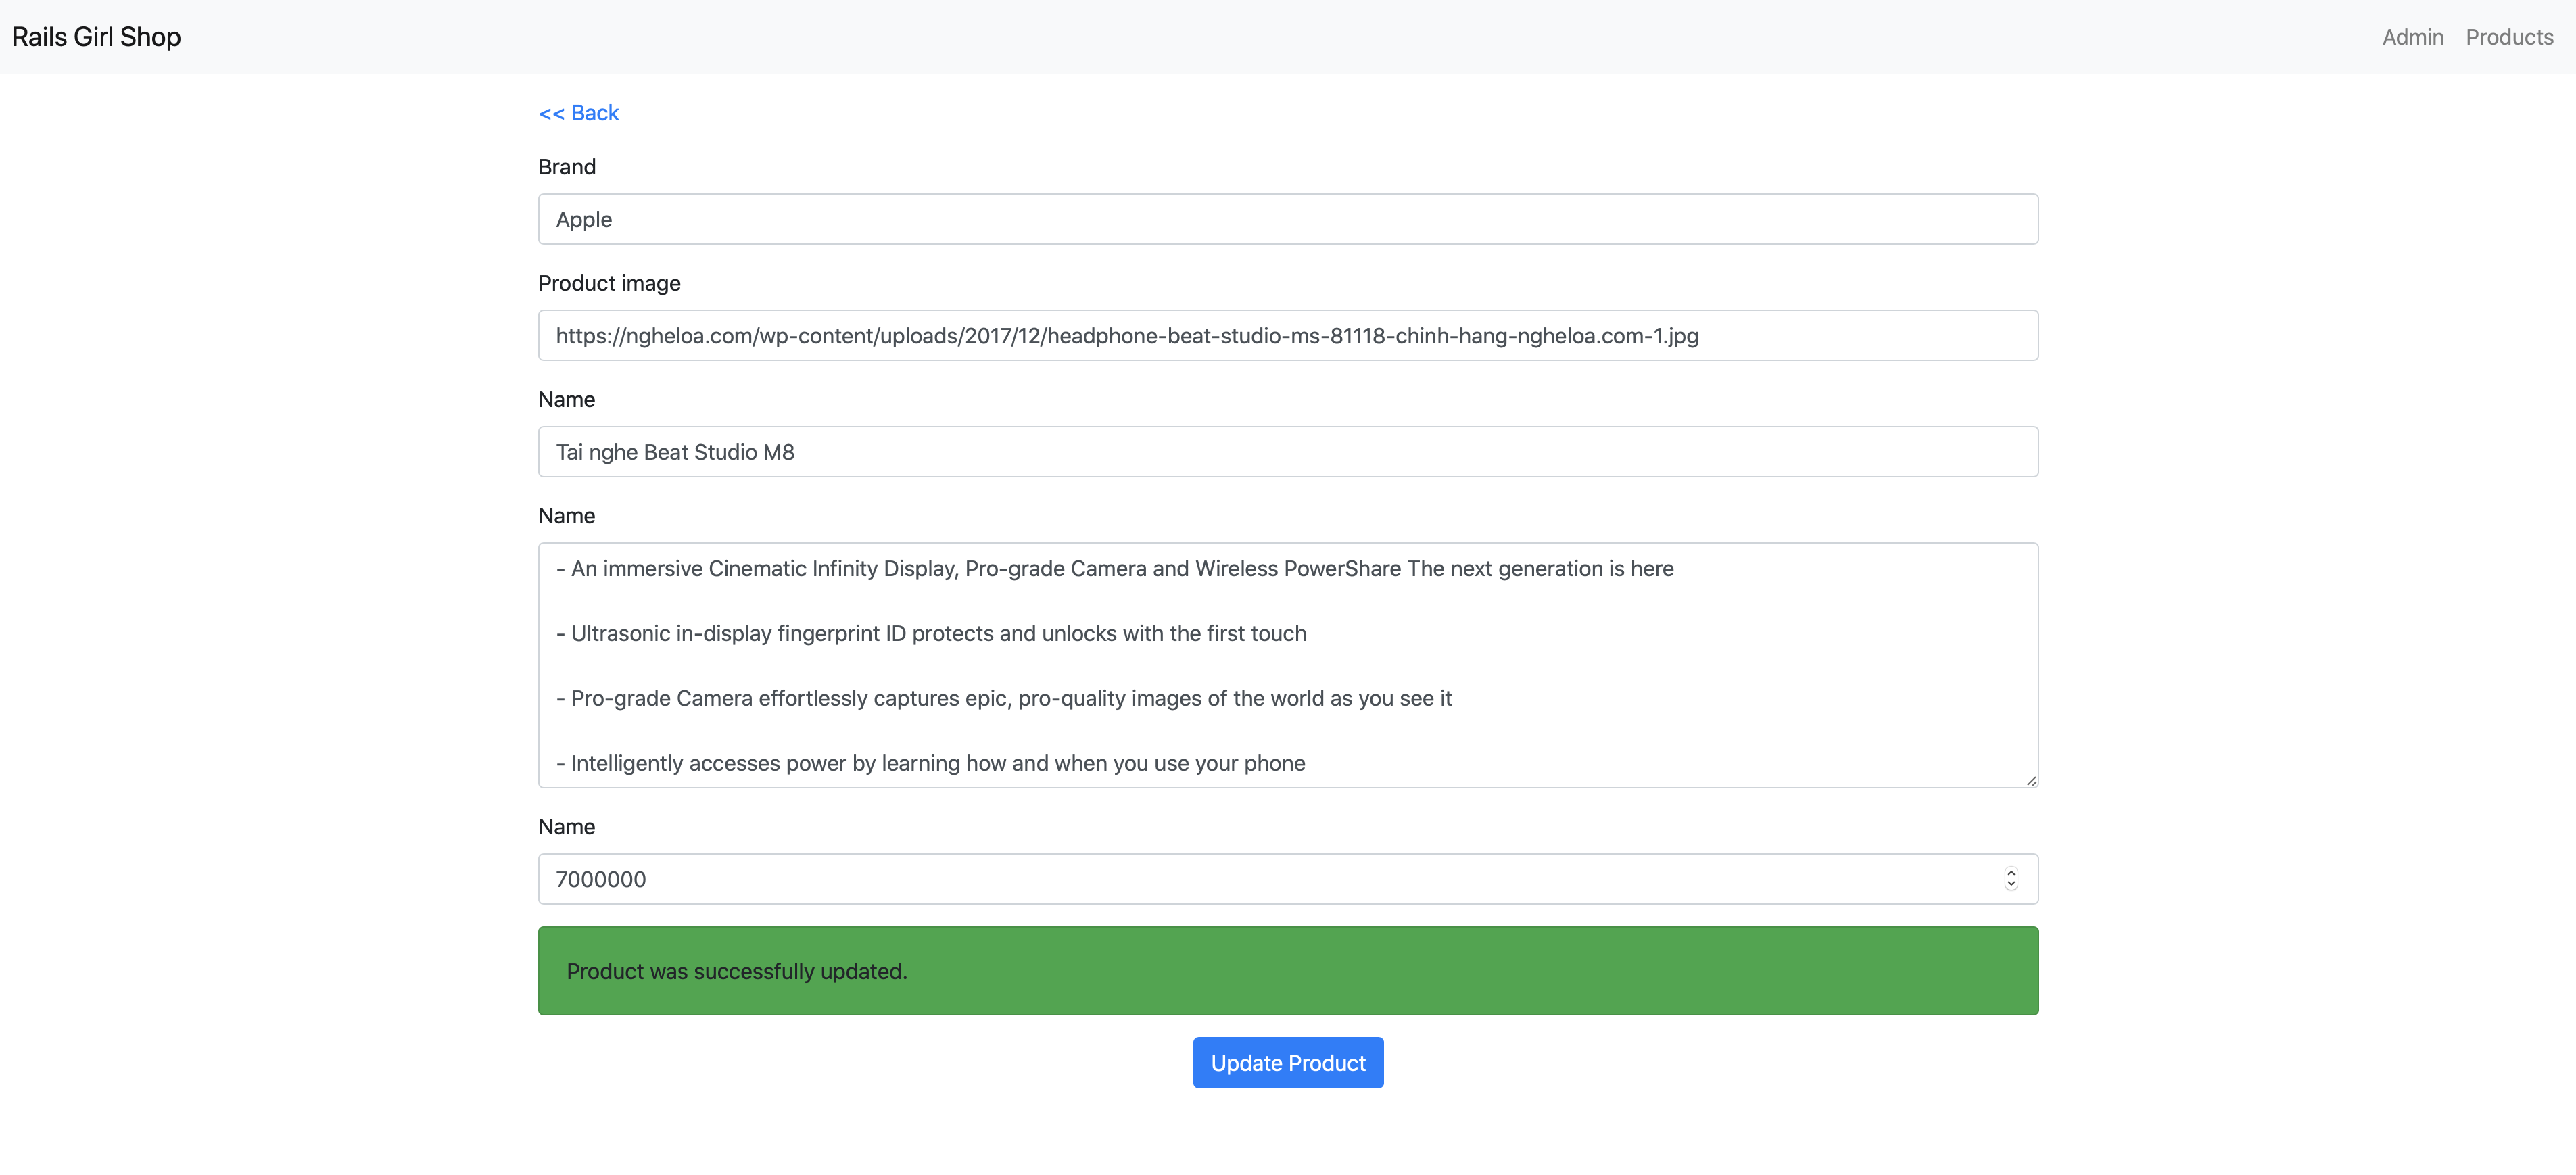 Rails Girl Shop
Admin Products
<< Back
Brand
Apple
Product image
https://ngheloa.com/wp-content/uploads/2017/12/headphone-beat-studio-ms-81118-chinh-hang-ngheloa.com-1.jpg
Name
Tai nghe Beat Studio M8
Name
- An immersive Cinematic Infinity Display, Pro-grade Camera and Wireless PowerShare The next generation is here
- Ultrasonic in-display fingerprint ID protects and unlocks with the first touch
- Pro-grade Camera effortlessly captures epic, pro-quality images of the world as you see it
- Intelligently accesses power by learning how and when you use your phone
Name
7000000
Product was successfully updated.
Update Product